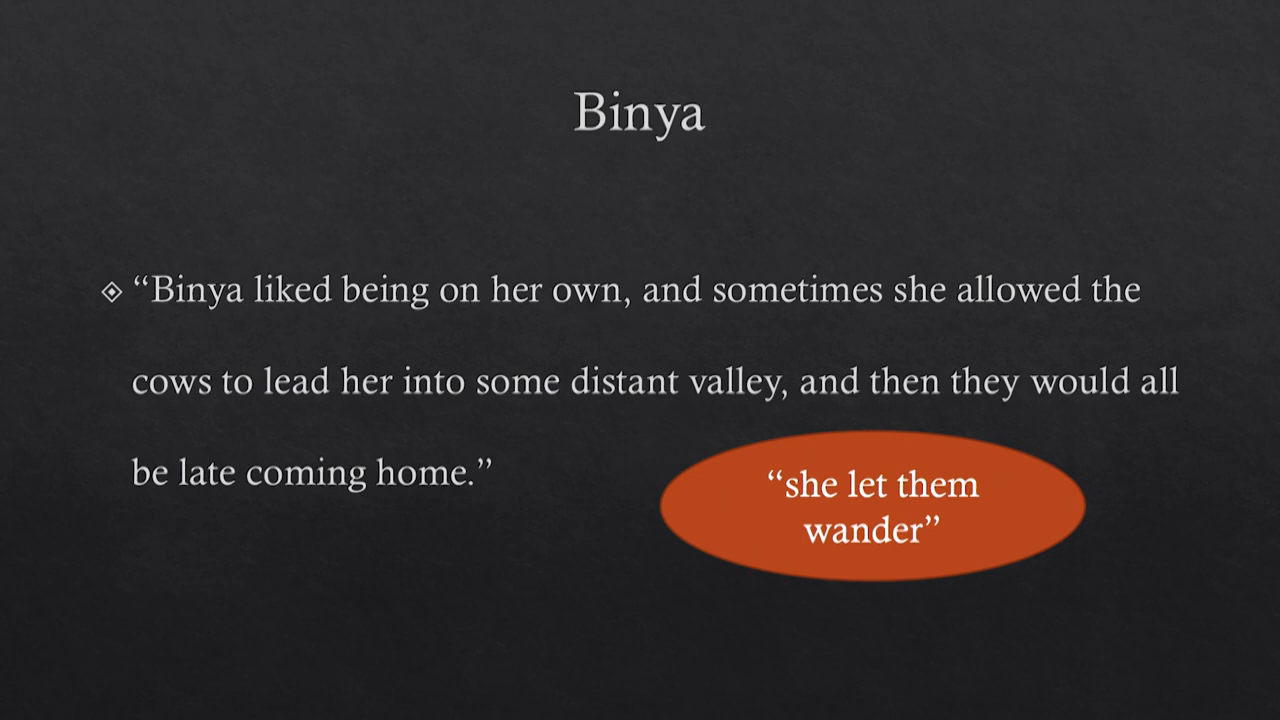 Binya
“Binya liked being on her own, and sometimes she allowed the
cows to lead her into some distant valley, and then they would all
be late coming home.”
“she let them
wander”